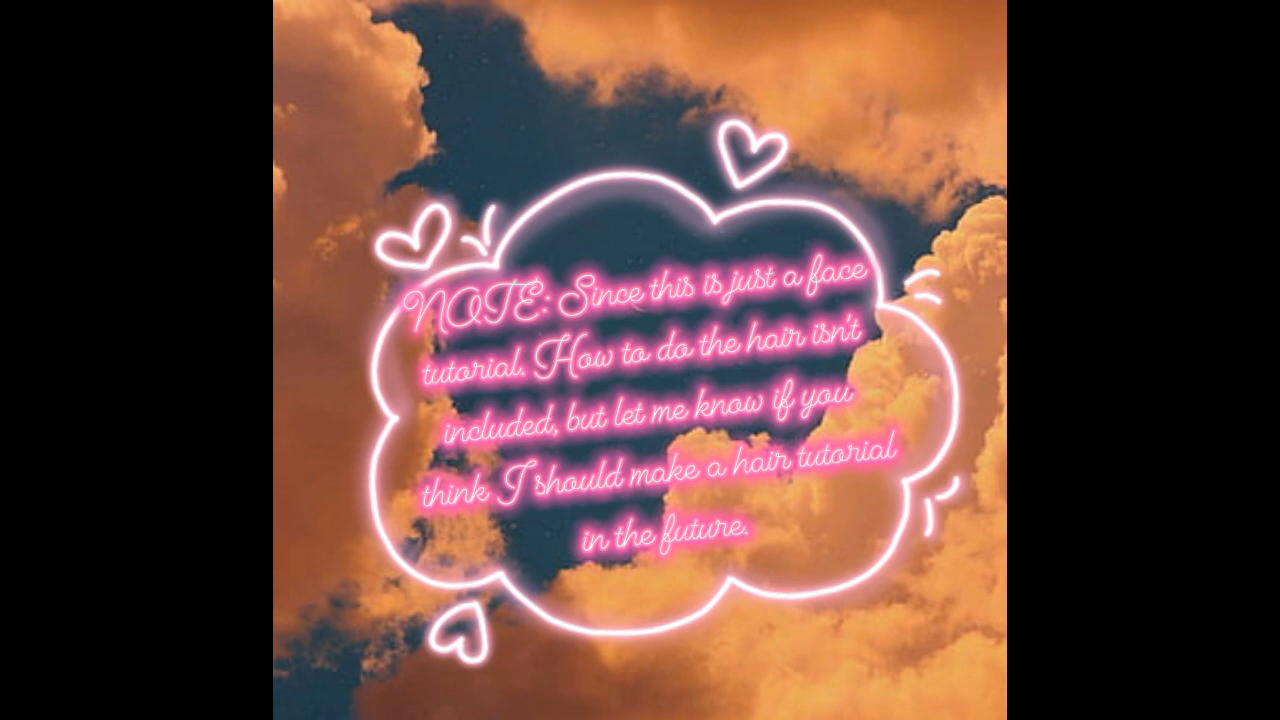 NOTE: Since this is just a face
tutorial. How to do the hair isn't
included, but let me know if you
think I should make a hair tutorial
in the future.